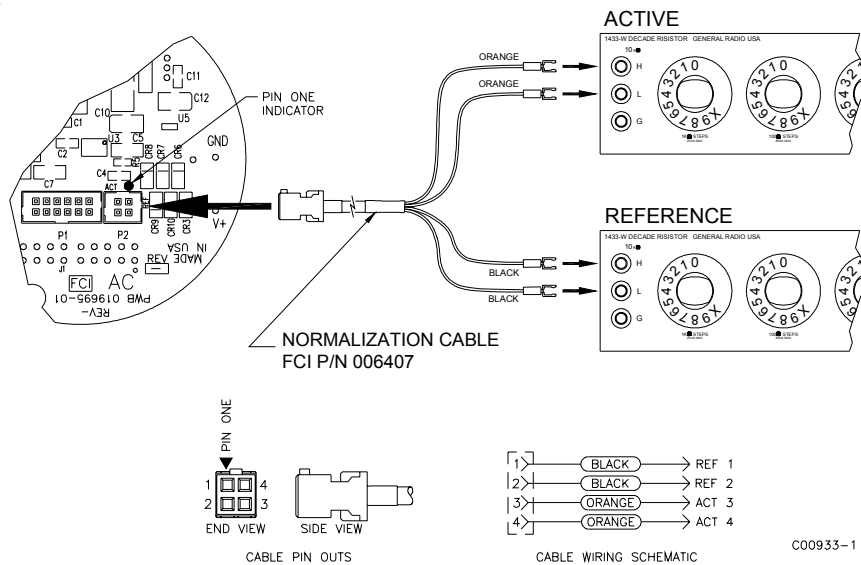 ACTIVE
1433-W DECADE RISISTOR GENERAL RADIO USA
H
L
G
ORANGE
ORANGE
REFERENCE
1433-W DECADE RISISTOR GENERAL RADIO USA
H
L
G
BLACK
BLACK
PIN ONE
INDICATOR
C11
C12
U5
C10
C1
C2
U3
C5
GND
R5
CR8
CR7
CR6
C4
C7
ACT
REF
P1
P2
CR9
CR10
CR3
V+
J1
MADE
IN USA
REV
FCI
AC
PWB 019695-01
REV-
NORMALIZATION CABLE
FCI P/N 006407
PIN ONE
1 4
2 3
END VIEW
SIDE VIEW
CABLE PIN OUTS
1 BLACK REF 1
2 BLACK REF 2
3 ORANGE ACT 3
4 ORANGE ACT 4
CABLE WIRING SCHEMATIC
C00933-1